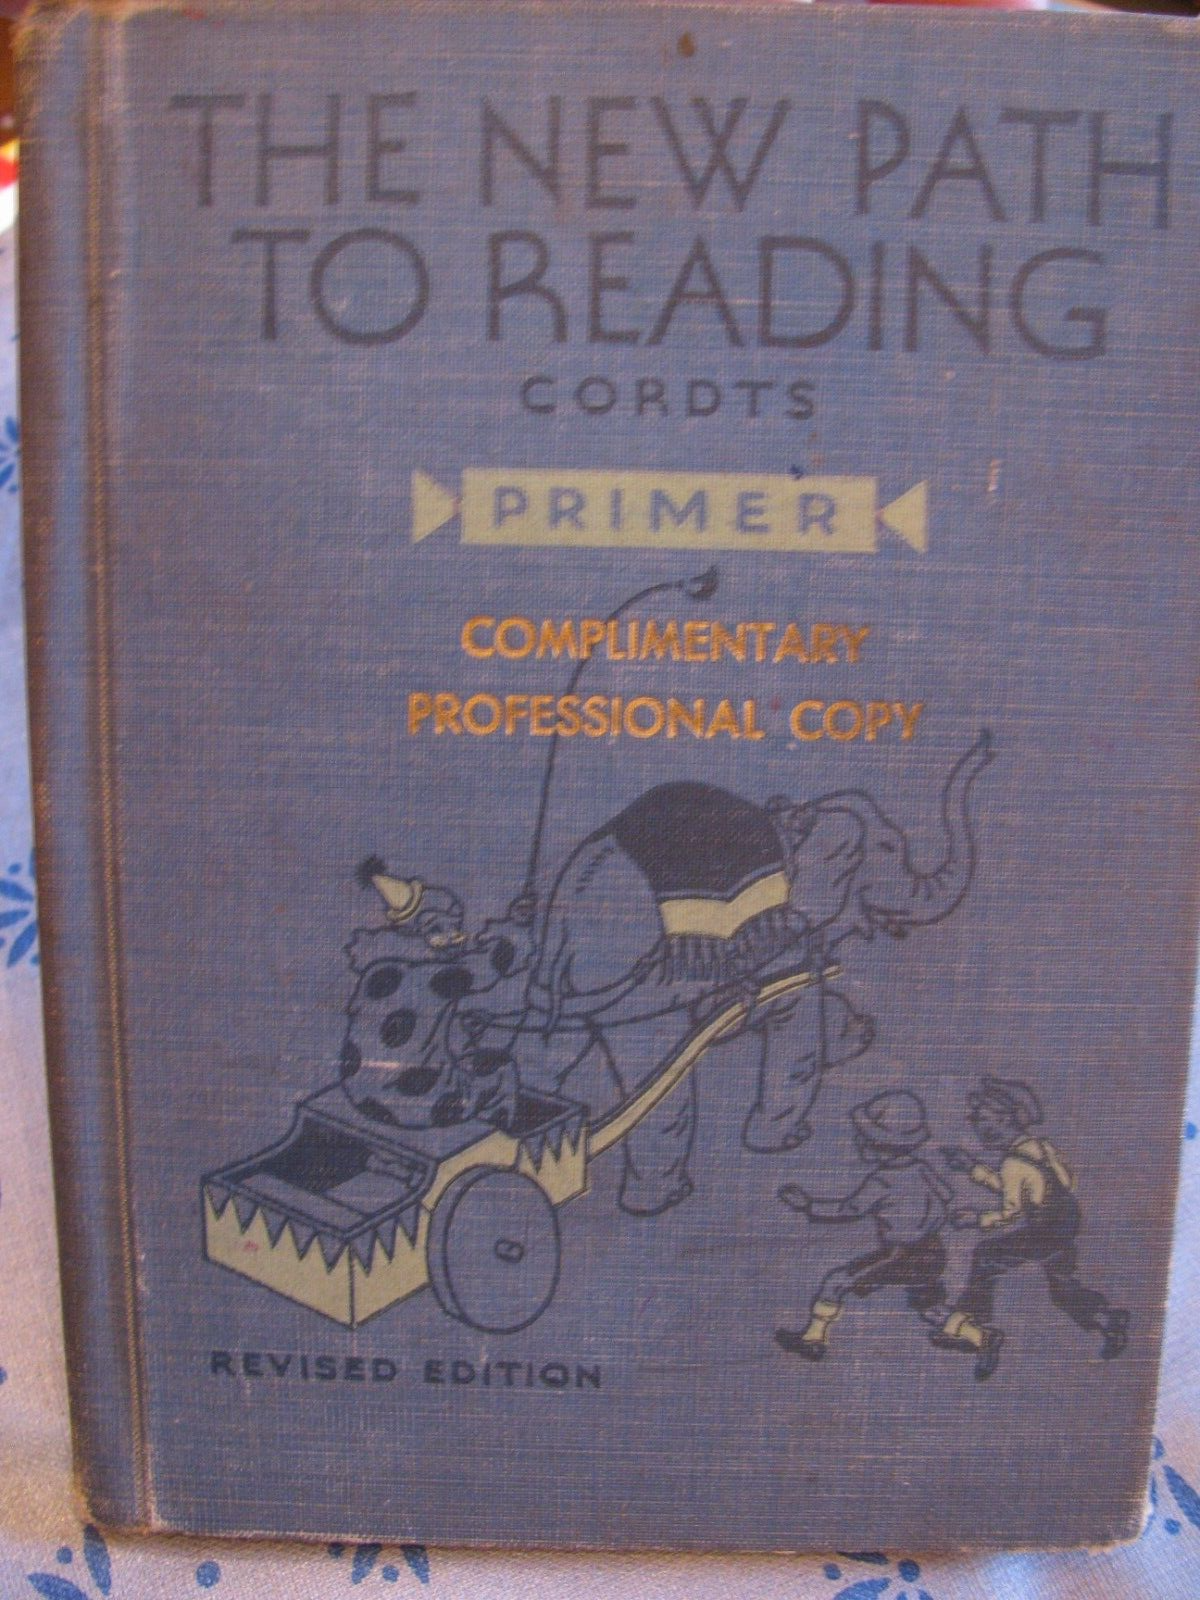 THE NEW PATH
TO READING
CORDTS
PRIMER
COMPLIMENTARY
PROFESSIONAL COPY
REVISED EDITION